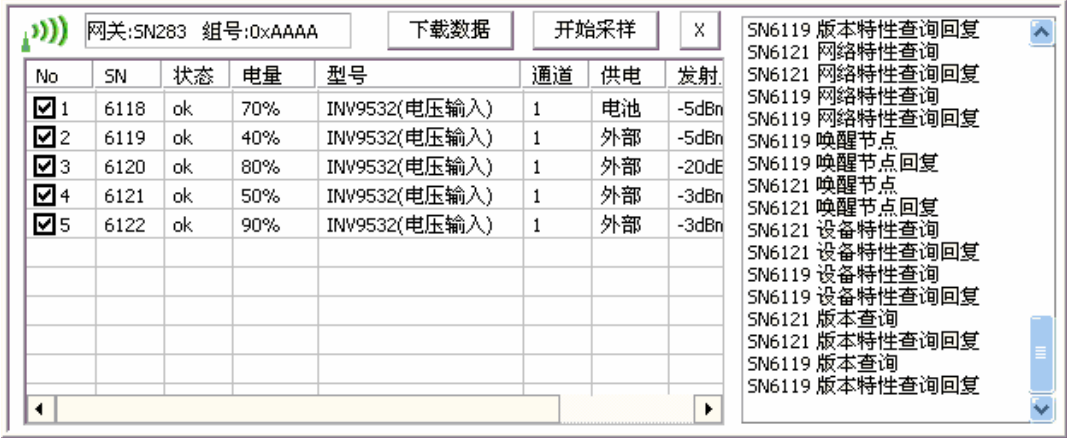 网关:SN283 组号:0xAAAA 下载数据 开始采样 X
No SN 状态 电量 型号 通道 供电 发射
1 6118 ok 70% INV9532(电压输入) 1 电池 -5dBm
2 6119 ok 40% INV9532(电压输入) 1 外部 -5dBm
3 6120 ok 80% INV9532(电压输入) 1 外部 -20dB
4 6121 ok 50% INV9532(电压输入) 1 外部 -3dBm
5 6122 ok 90% INV9532(电压输入) 1 外部 -3dBm
SN6119 版本特性查询回复
SN6121 网络特性查询
SN6121 网络特性查询回复
SN6119 网络特性查询
SN6119 网络特性查询回复
SN6119 唤醒节点
SN6119 唤醒节点回复
SN6121 唤醒节点
SN6121 唤醒节点回复
SN6121 设备特性查询
SN6121 设备特性查询回复
SN6119 设备特性查询
SN6119 设备特性查询回复
SN6121 版本查询
SN6121 版本特性查询回复
SN6119 版本查询
SN6119 版本特性查询回复